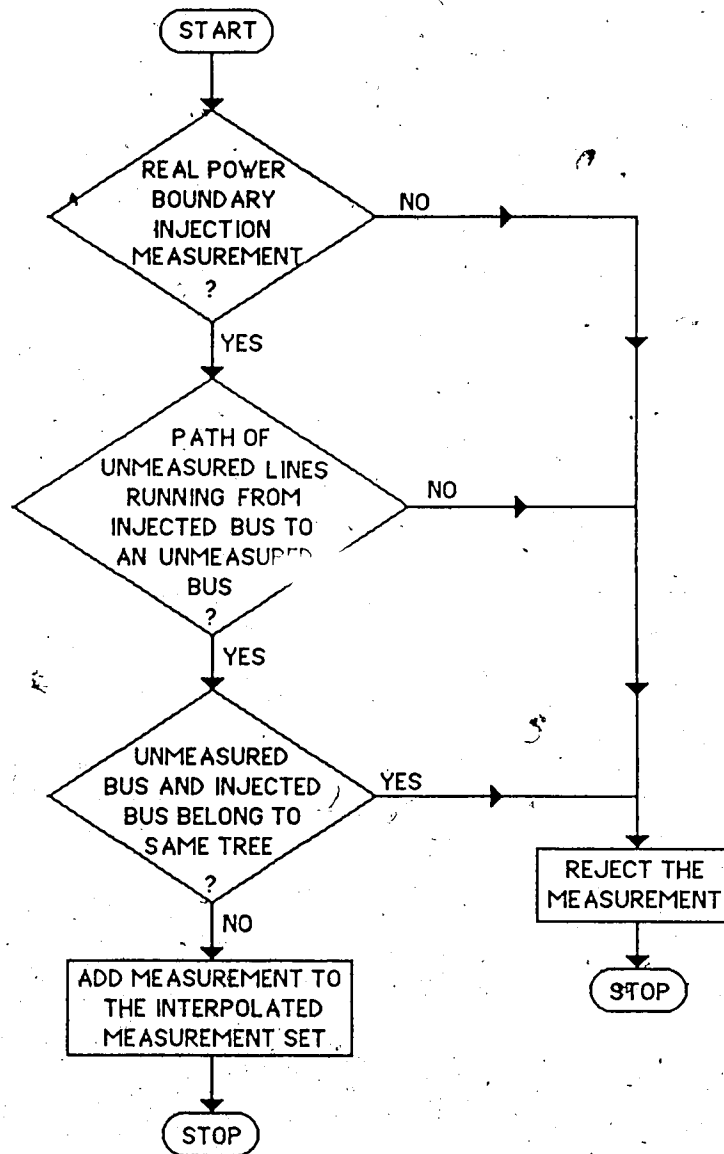 START
REAL POWER
BOUNDARY
INJECTION
MEASUREMENT
?
NO
YES
PATH OF
UNMEASURED LINES
RUNNING FROM
INJECTED BUS TO
AN UNMEASURED
BUS
?
NO
YES
UNMEASURED
BUS AND INJECTED
BUS BELONG TO
SAME TREE
?
YES
NO
REJECT THE
MEASUREMENT
STOP
ADD MEASUREMENT TO
THE INTERPOLATED
MEASUREMENT SET
STOP